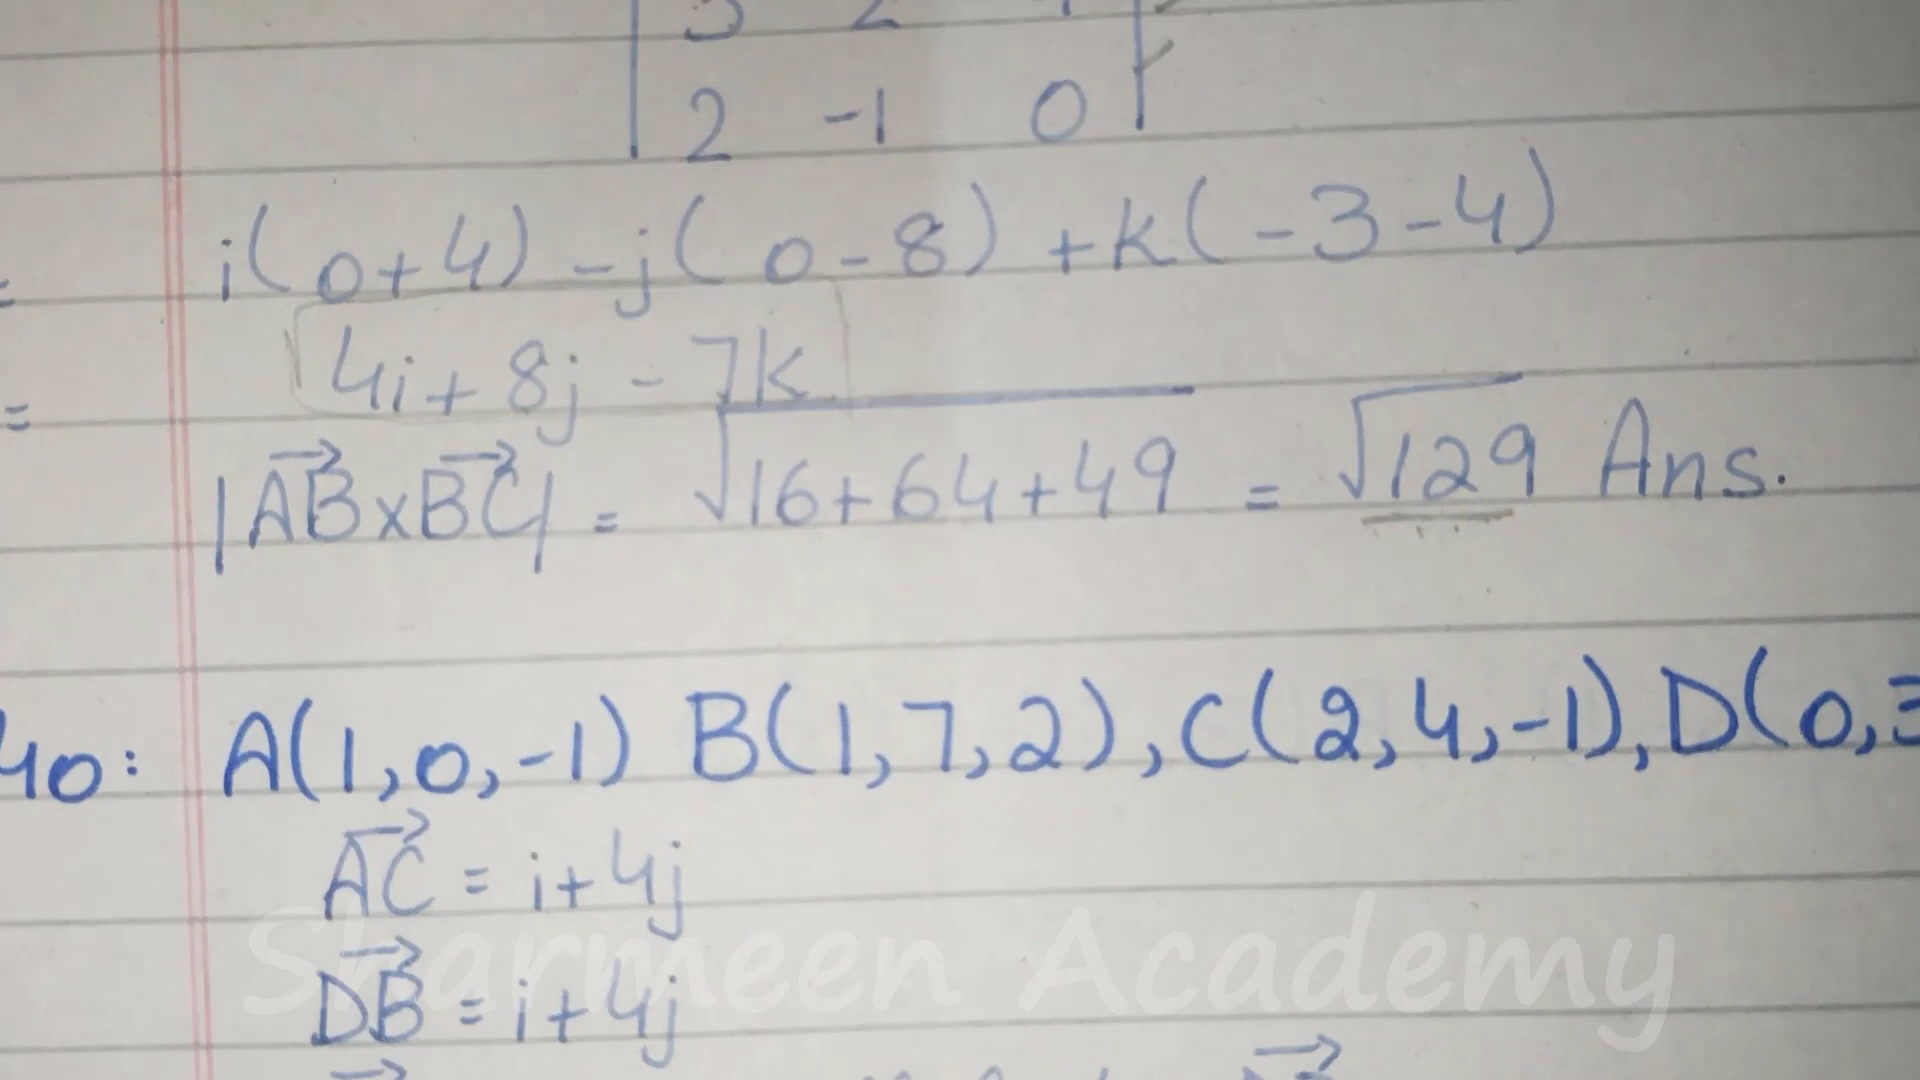 2 -1 0
= i(0+4) -j(0-8) +k(-3-4)
= 4i+8j-7k
|AB×BC| = √16+64+49 = √129 Ans.
40: A(1,0,-1) B(1,7,2), C(2,4,-1), D(0,3
AC = i+4j
DB = i+4j
Sharmeen Academy